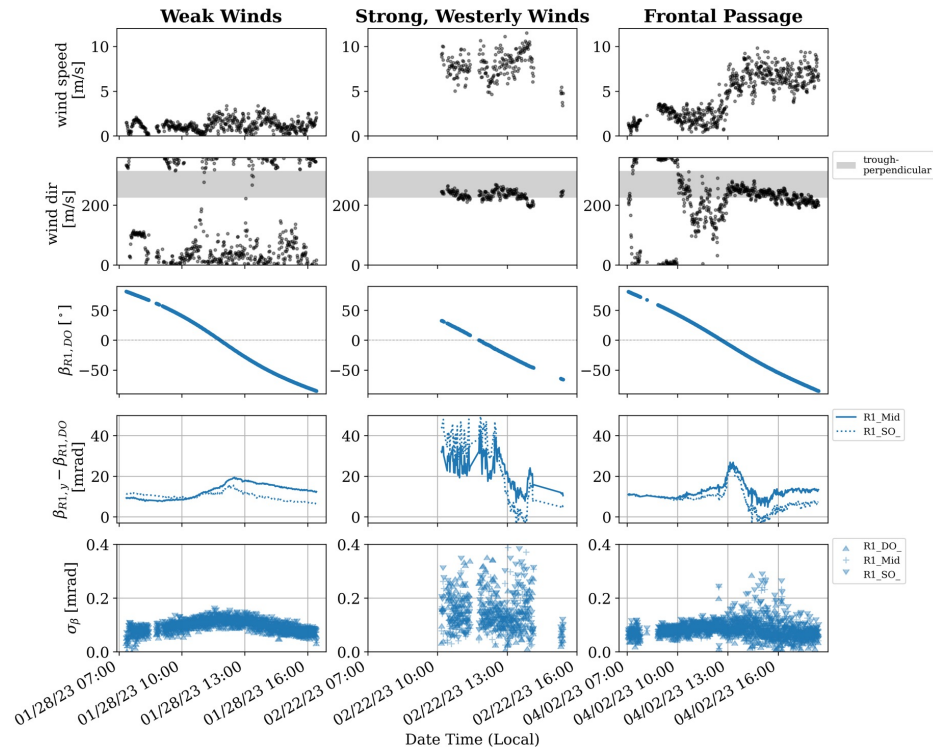 Weak Winds
Strong, Westerly Winds
Frontal Passage
wind speed
[m/s]
10
5
0
10
5
0
10
5
0
wind dir
[m/s]
200
0
200
0
200
0
trough-
perpendicular
β_{R1,DO} [°]
50
0
−50
50
0
−50
50
0
−50
β_{R1,y} − β_{R1,DO}
[mrad]
40
20
0
40
20
0
40
20
0
R1_Mid
R1_SO_
σ_β [mrad]
0.4
0.2
0.0
0.4
0.2
0.0
0.4
0.2
0.0
R1_DO_
R1_Mid
R1_SO_
01/28/23 07:00
01/28/23 10:00
01/28/23 13:00
01/28/23 16:00
02/22/23 07:00
02/22/23 10:00
02/22/23 13:00
02/22/23 16:00
04/02/23 07:00
04/02/23 10:00
04/02/23 13:00
04/02/23 16:00
Date Time (Local)